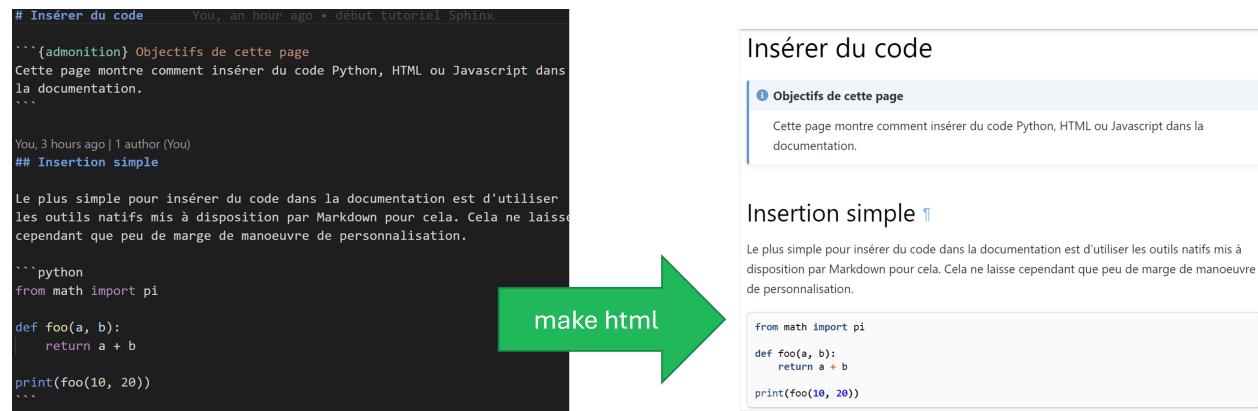 # Insérer du code You, an hour ago • début tutoriel Sphinx
```{admonition} Objectifs de cette page
Cette page montre comment insérer du code Python, HTML ou Javascript dans
la documentation.
```
You, 3 hours ago | 1 author (You)
## Insertion simple
Le plus simple pour insérer du code dans la documentation est d'utiliser
les outils natifs mis à disposition par Markdown pour cela. Cela ne laisse
cependant que peu de marge de manoeuvre de personnalisation.
```python
from math import pi
def foo(a, b):
    return a + b
print(foo(10, 20))
```
make html
Insérer du code
Objectifs de cette page
Cette page montre comment insérer du code Python, HTML ou Javascript dans la
documentation.
Insertion simple ¶
Le plus simple pour insérer du code dans la documentation est d'utiliser les outils natifs mis à
disposition par Markdown pour cela. Cela ne laisse cependant que peu de marge de manoeuvre
de personnalisation.
from math import pi
def foo(a, b):
    return a + b
print(foo(10, 20))